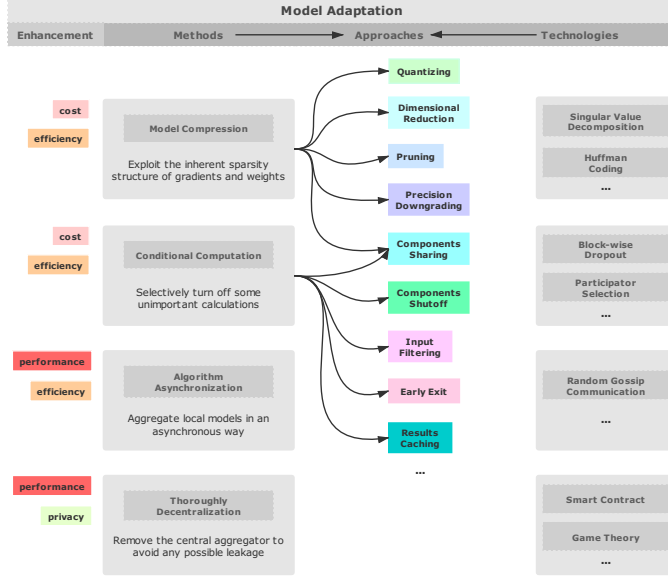 Model Adaptation
Enhancement
Methods
Approaches
Technologies
cost
efficiency
Model Compression
Exploit the inherent sparsity
structure of gradients and weights
cost
efficiency
Conditional Computation
Selectively turn off some
unimportant calculations
performance
efficiency
Algorithm
Asynchronization
Aggregate local models in an
asynchronous way
performance
privacy
Thoroughly
Decentralization
Remove the central aggregator to
avoid any possible leakage
Quantizing
Dimensional
Reduction
Pruning
Precision
Downgrading
Components
Sharing
Components
Shutoff
Input
Filtering
Early Exit
Results
Caching
...
Singular Value
Decomposition
Huffman
Coding
...
Block-wise
Dropout
Participator
Selection
...
Random Gossip
Communication
...
Smart Contract
Game Theory
...